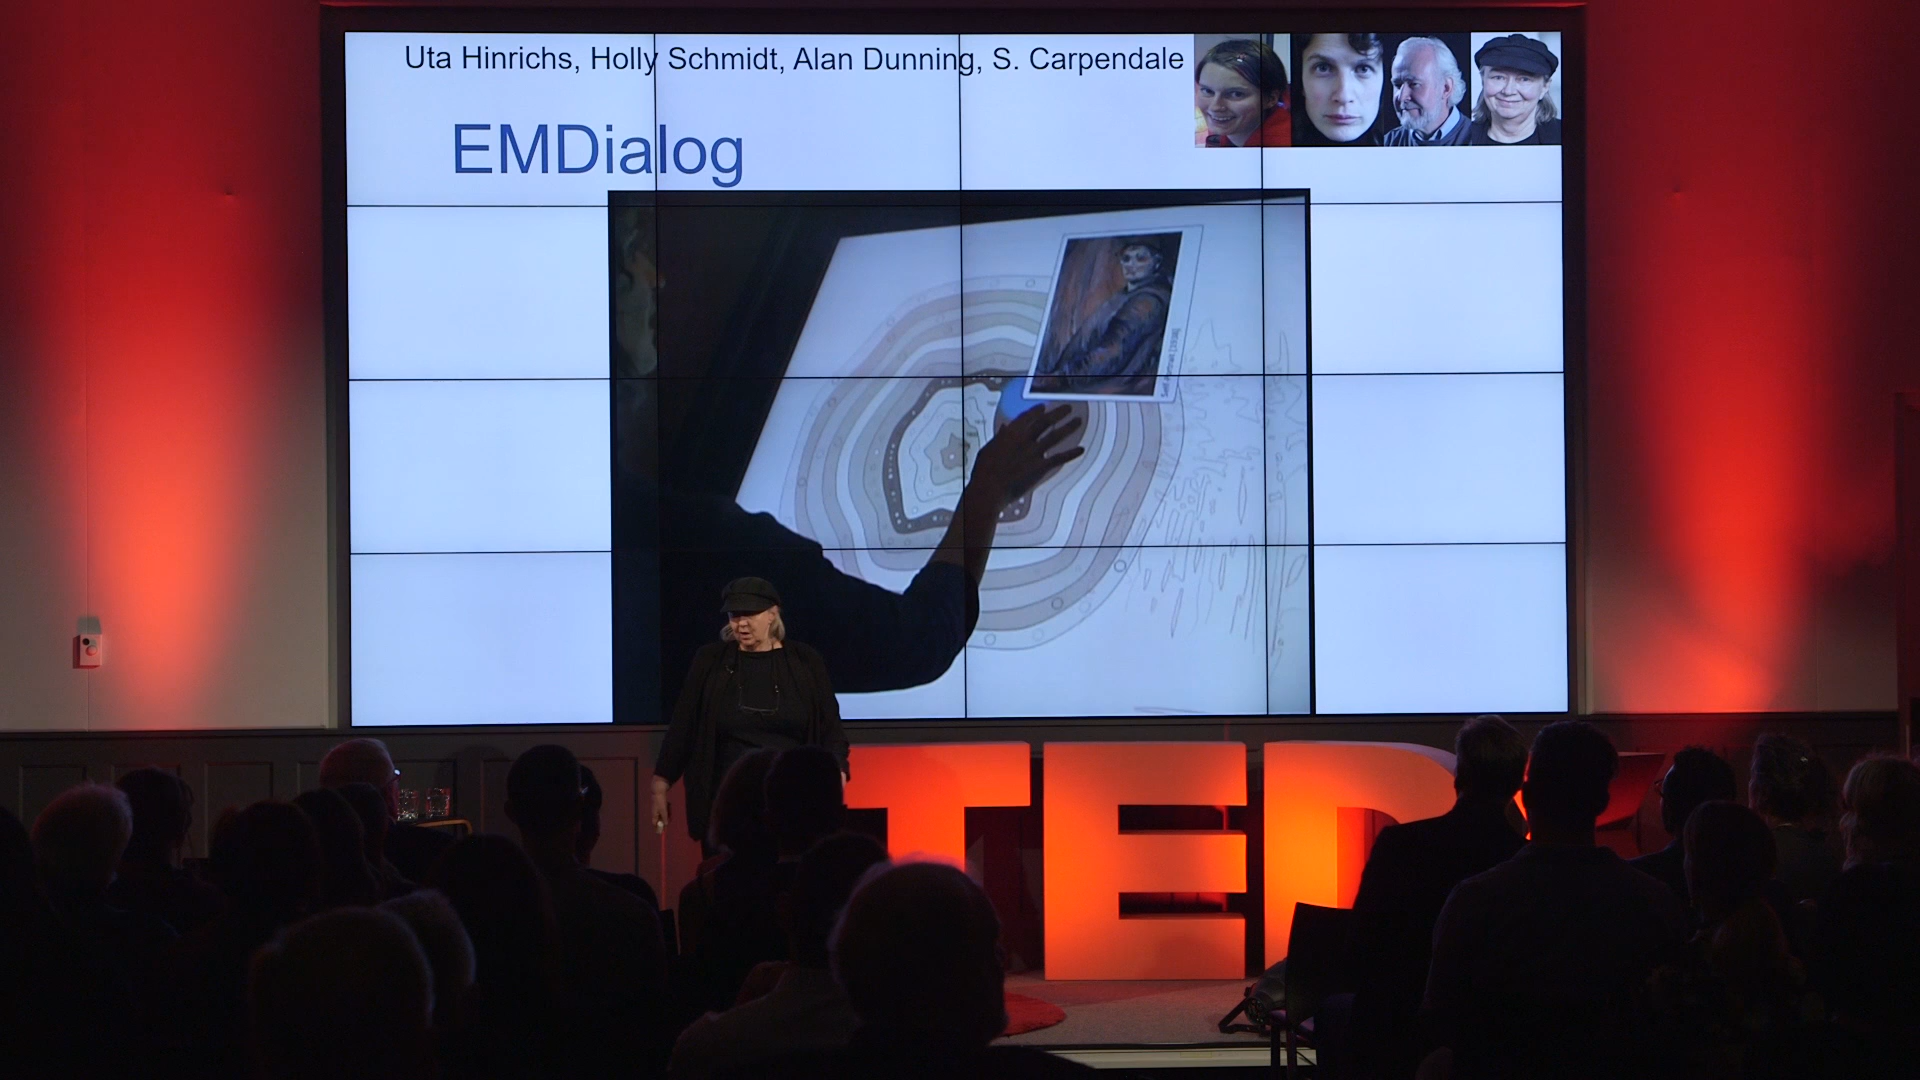 Uta Hinrichs, Holly Schmidt, Alan Dunning, S. Carpendale
EMDialog
TED